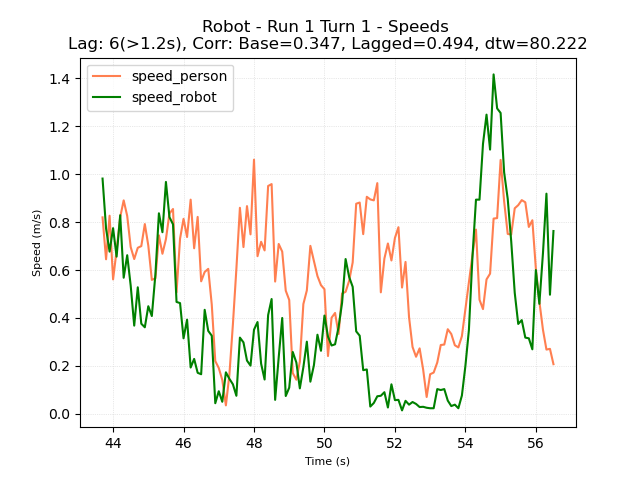 Robot - Run 1 Turn 1 - Speeds
Lag: 6(>1.2s), Corr: Base=0.347, Lagged=0.494, dtw=80.222
speed_person
speed_robot
1.4
1.2
1.0
0.8
0.6
0.4
0.2
0.0
Speed (m/s)
44 46 48 50 52 54 56
Time (s)